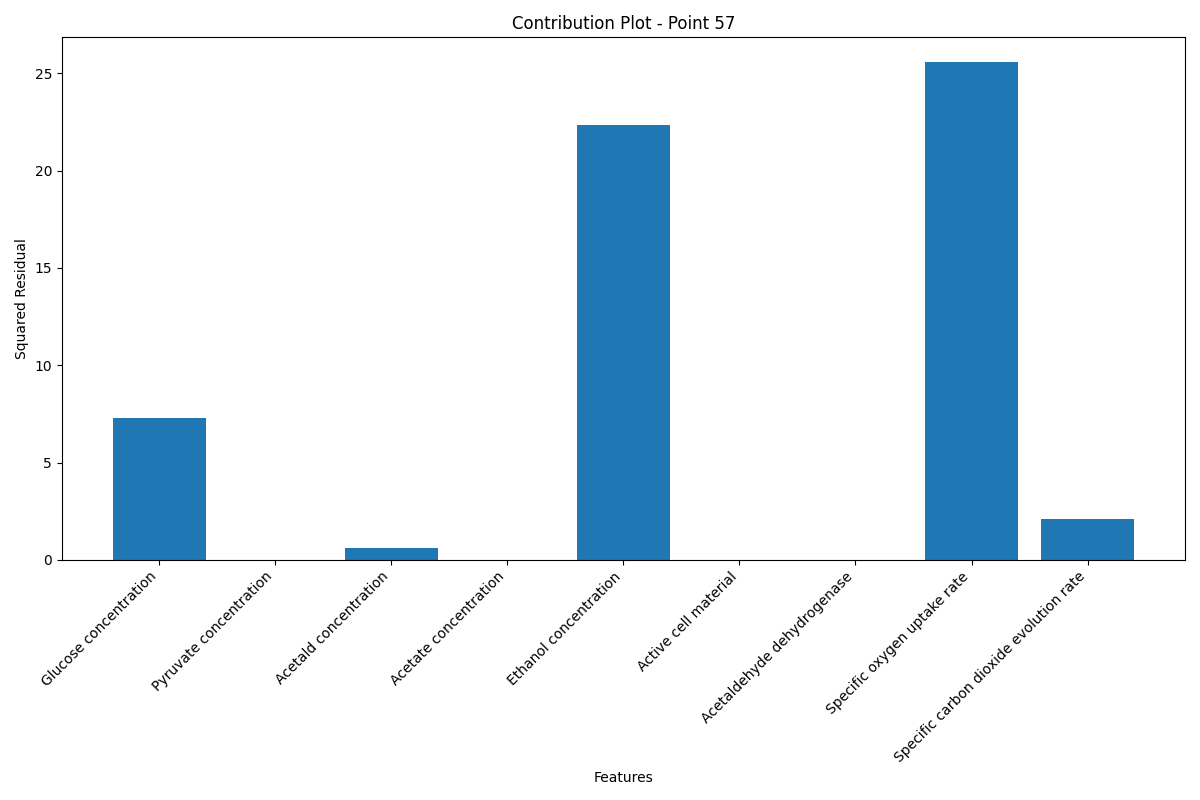 Contribution Plot - Point 57
Squared Residual
25
20
15
10
5
0
Glucose concentration
Pyruvate concentration
Acetald concentration
Acetate concentration
Ethanol concentration
Active cell material
Acetaldehyde dehydrogenase
Specific oxygen uptake rate
Specific carbon dioxide evolution rate
Features